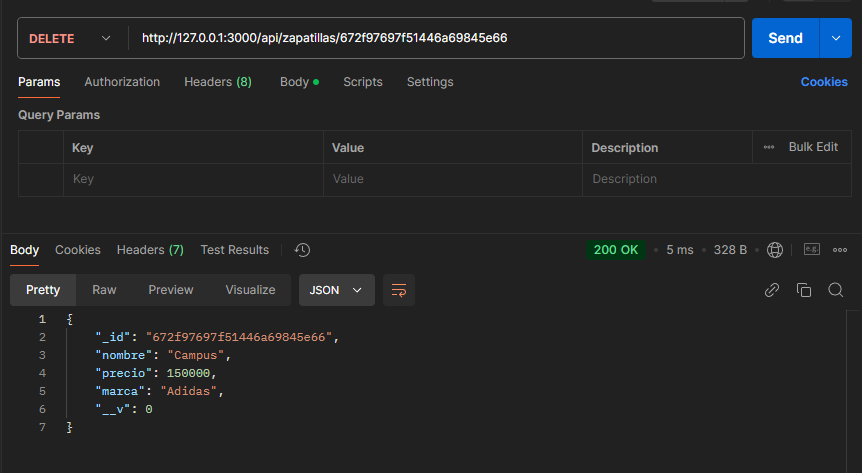 DELETE http://127.0.0.1:3000/api/zapatillas/672f97697f51446a69845e66 Send
Params Authorization Headers (8) Body Scripts Settings Cookies
Query Params
Key Value Description Bulk Edit
Key Value Description
Body Cookies Headers (7) Test Results 200 OK 5 ms 328 B e.g.
Pretty Raw Preview Visualize JSON
1 {
2 "_id": "672f97697f51446a69845e66",
3 "nombre": "Campus",
4 "precio": 150000,
5 "marca": "Adidas",
6 "__v": 0
7 }